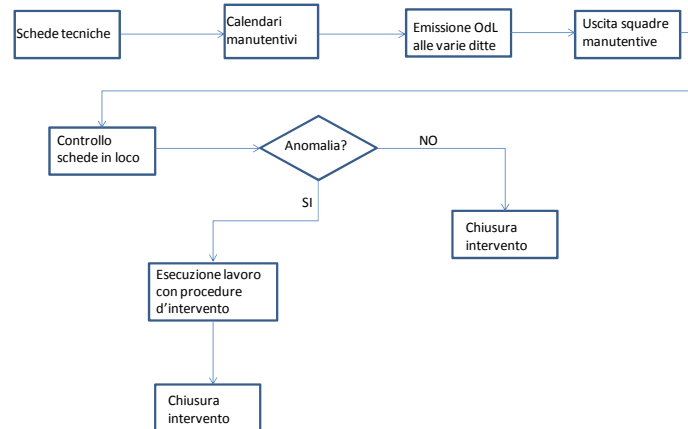 Schede tecniche
Calendari
manutentivi
Emissione OdL
alle varie ditte
Uscita squadre
manutentive
Controllo
schede in loco
Anomalia?
NO
SI
Chiusura
intervento
Esecuzione lavoro
con procedure
d'intervento
Chiusura
intervento